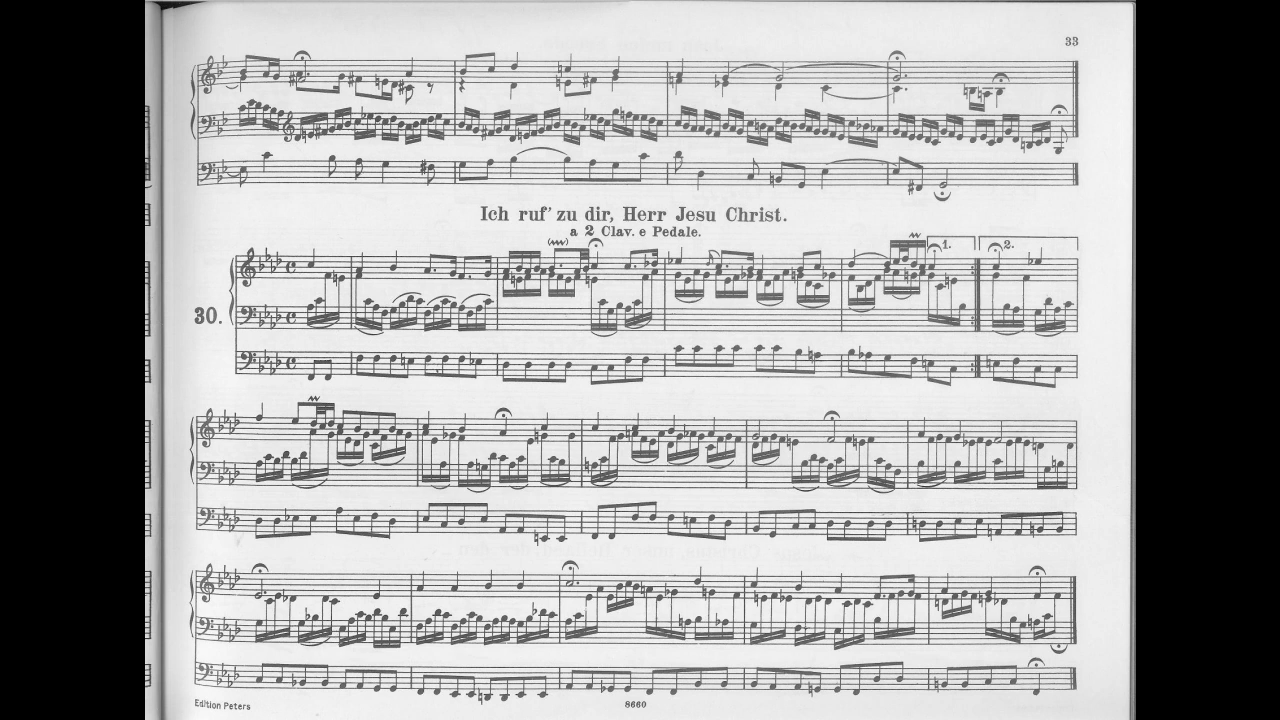 33
Ich ruf' zu dir, Herr Jesu Christ.
a 2 Clav. e Pedale.
1. 2.
30.
Edition Peters
8660